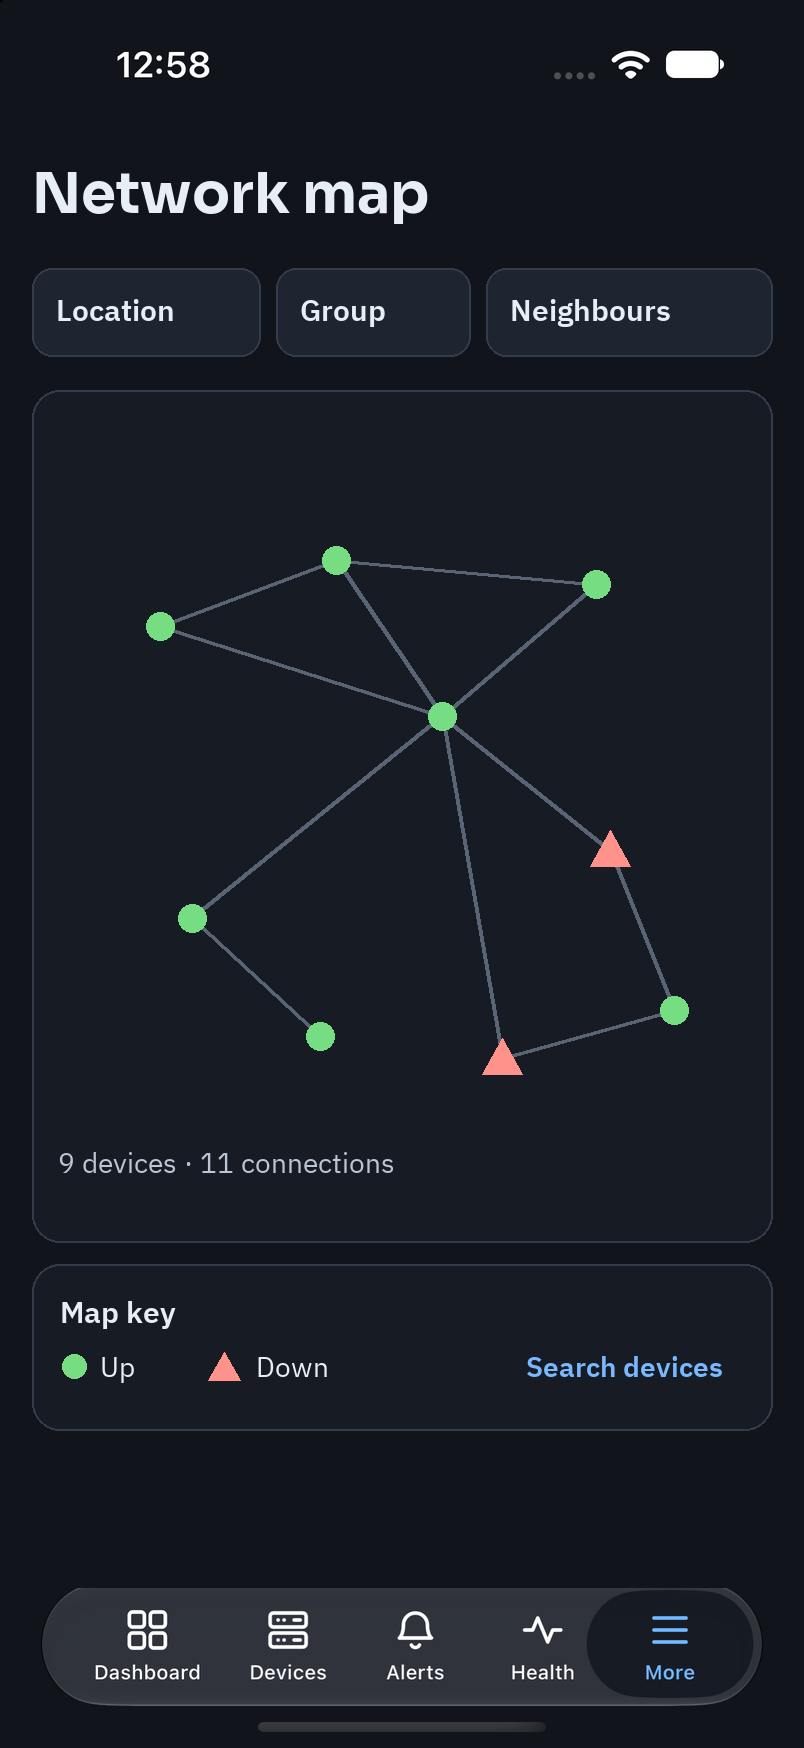 12:58
Network map
Location
Group
Neighbours
9 devices · 11 connections
Map key
Up
Down
Search devices
Dashboard
Devices
Alerts
Health
More